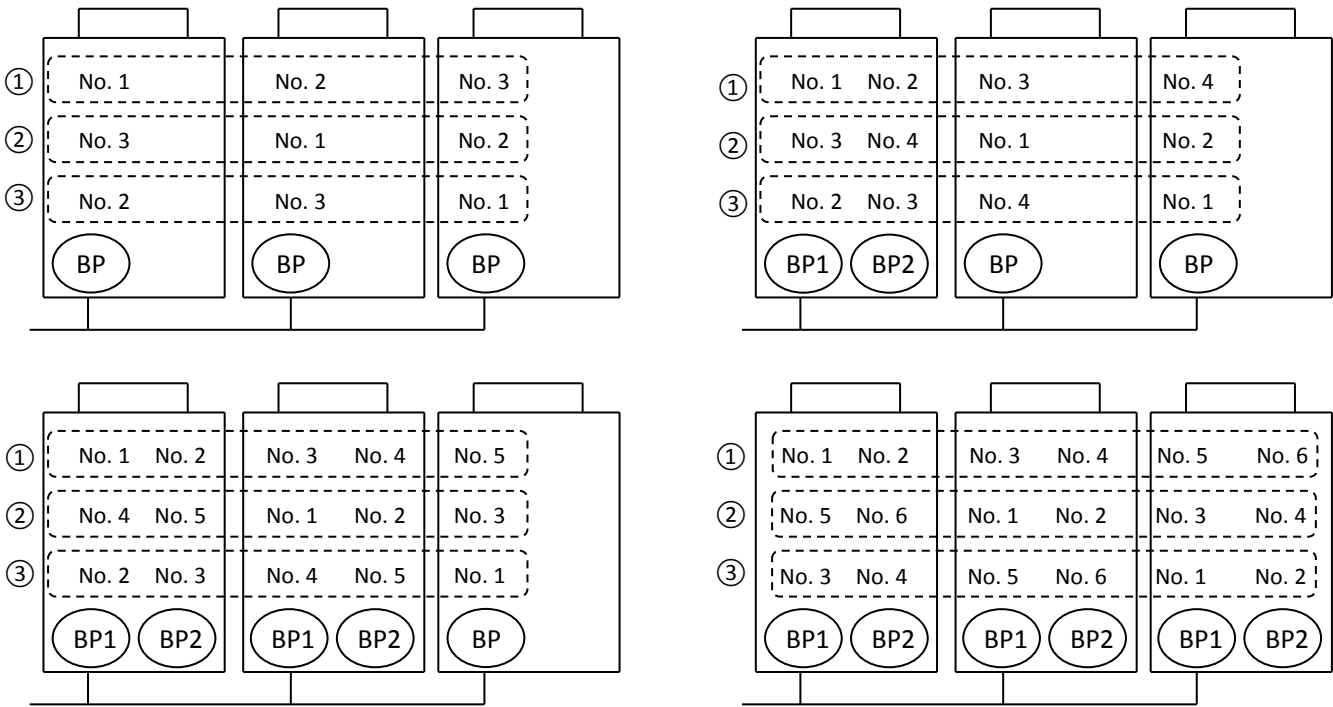 ① No. 1 No. 2 No. 3
② No. 3 No. 1 No. 2
③ No. 2 No. 3 No. 1
BP BP BP
① No. 1 No. 2 No. 3 No. 4
② No. 3 No. 4 No. 1 No. 2
③ No. 2 No. 3 No. 4 No. 1
BP1 BP2 BP BP
① No. 1 No. 2 No. 3 No. 4 No. 5
② No. 4 No. 5 No. 1 No. 2 No. 3
③ No. 2 No. 3 No. 4 No. 5 No. 1
BP1 BP2 BP1 BP2 BP
① No. 1 No. 2 No. 3 No. 4 No. 5 No. 6
② No. 5 No. 6 No. 1 No. 2 No. 3 No. 4
③ No. 3 No. 4 No. 5 No. 6 No. 1 No. 2
BP1 BP2 BP1 BP2 BP1 BP2